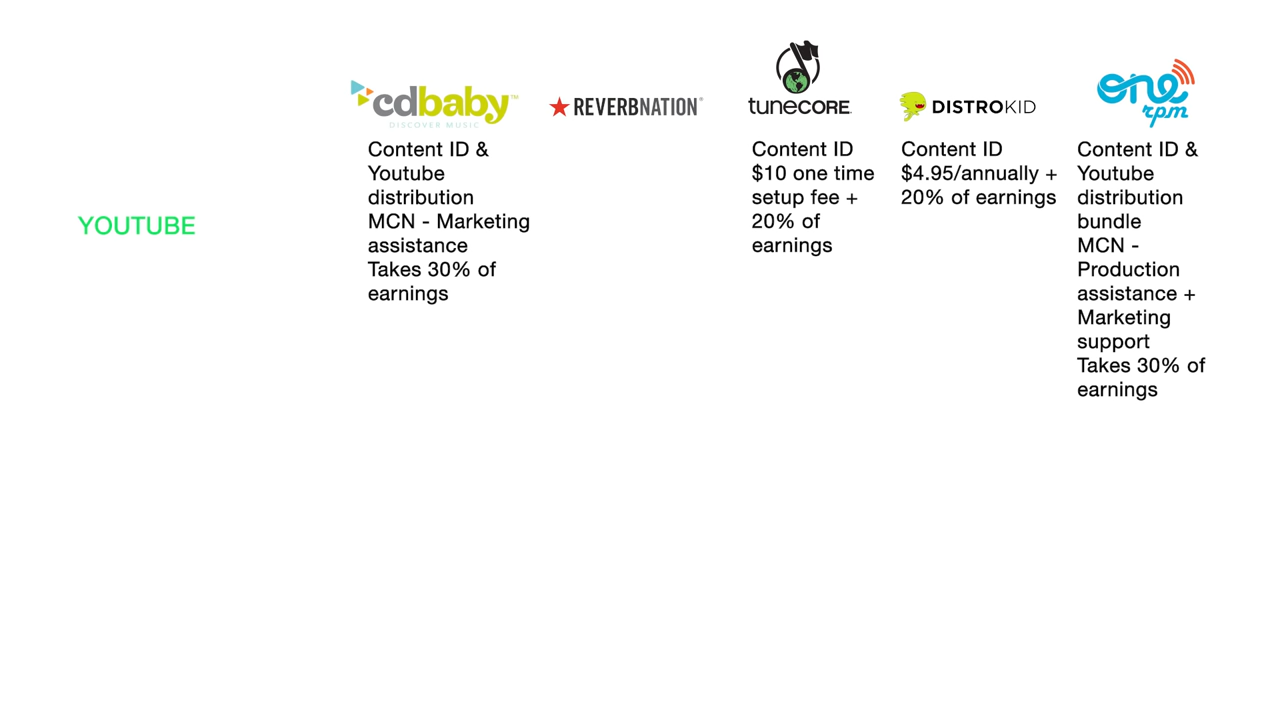 cdbaby™
DISCOVER MUSIC
REVERBNATION®
tunecore
DISTROKID
one
rpm
YOUTUBE
Content ID &
Youtube
distribution
MCN - Marketing
assistance
Takes 30% of
earnings
Content ID
$10 one time
setup fee +
20% of
earnings
Content ID
$4.95/annually +
20% of earnings
Content ID &
Youtube
distribution
bundle
MCN -
Production
assistance +
Marketing
support
Takes 30% of
earnings